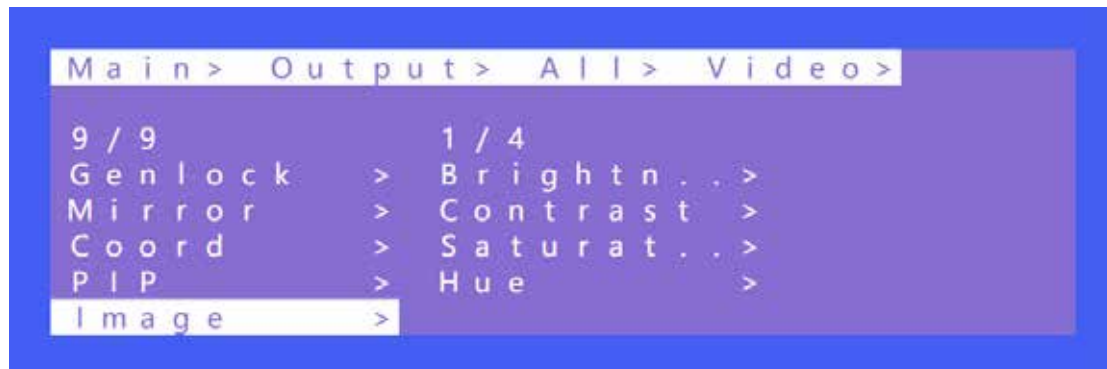 Main> Output> All> Video>
9/9 1/4
Genlock > Brightn..>
Mirror > Contrast >
Coord > Saturat..>
PIP > Hue >
Image >